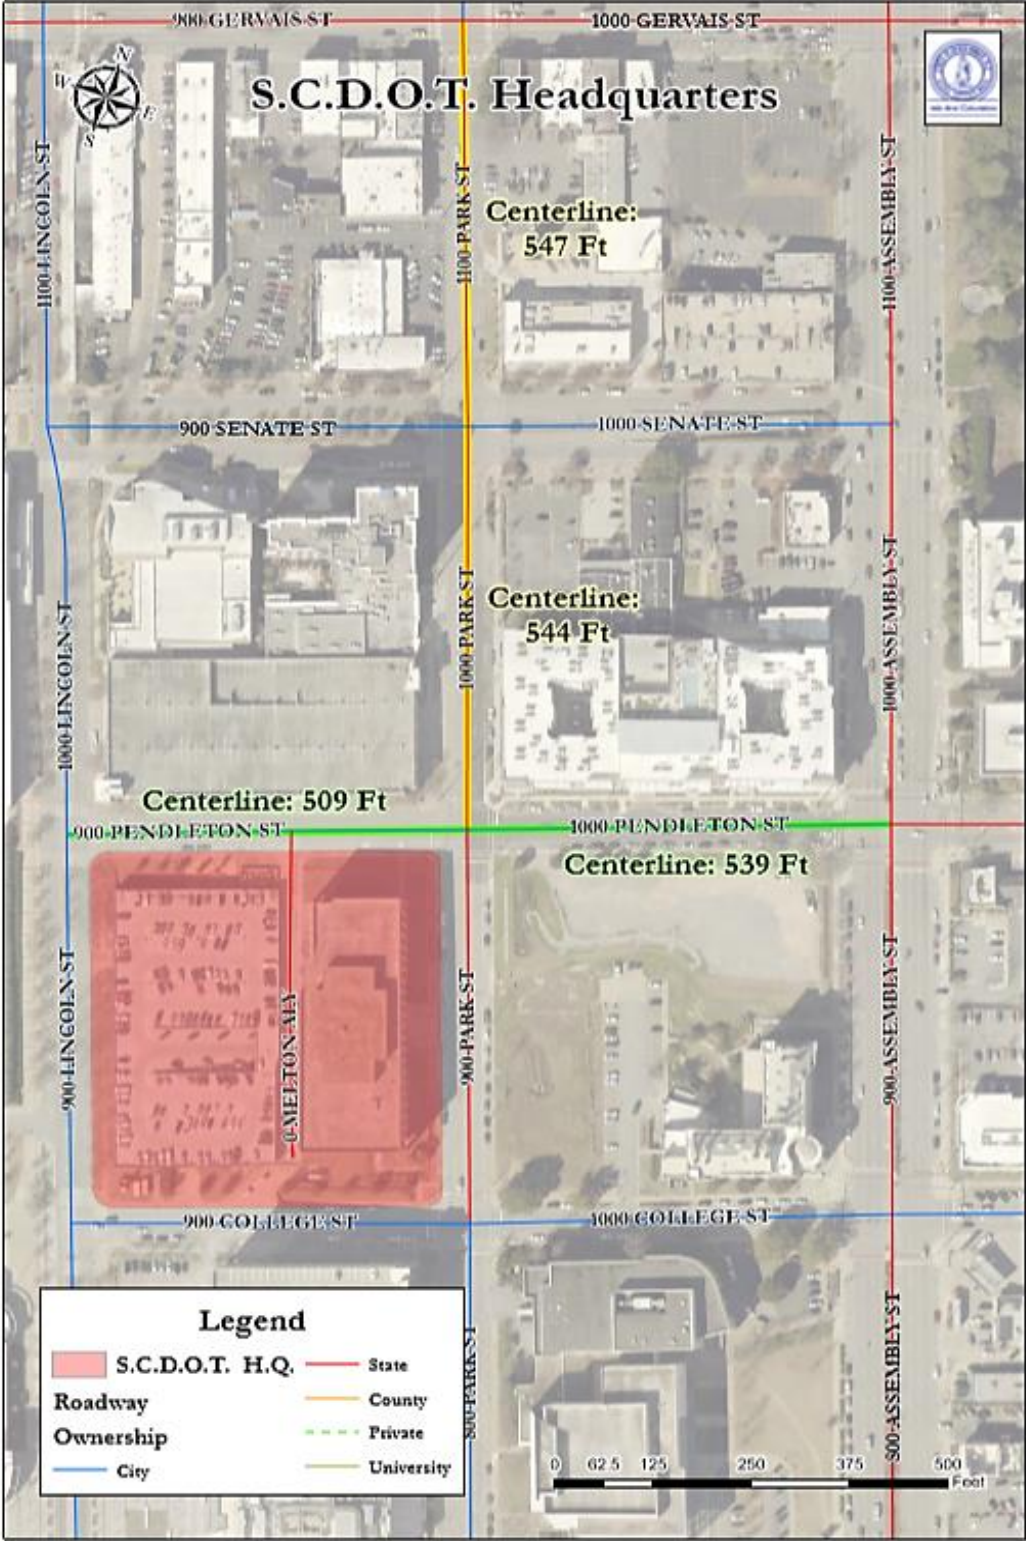 900 GERVAIS ST
1000 GERVAIS ST
N
W
E
S
S.C.D.O.T. Headquarters
1100 LINCOLN ST
1100 PARK ST
1100 ASSEMBLY ST
Centerline:
547 Ft
900 SENATE ST
1000 SENATE ST
1000 LINCOLN ST
1000 PARK ST
1000 ASSEMBLY ST
Centerline:
544 Ft
Centerline: 509 Ft
900 PENDLETON ST
1000 PENDLETON ST
Centerline: 539 Ft
900 LINCOLN ST
0 MELTON ALY
900 PARK ST
900 ASSEMBLY ST
900 COLLEGE ST
1000 COLLEGE ST
800 PARK ST
800 ASSEMBLY ST
Legend
S.C.D.O.T. H.Q.
Roadway
Ownership
City
State
County
Private
University
0 62.5 125 250 375 500
Feet